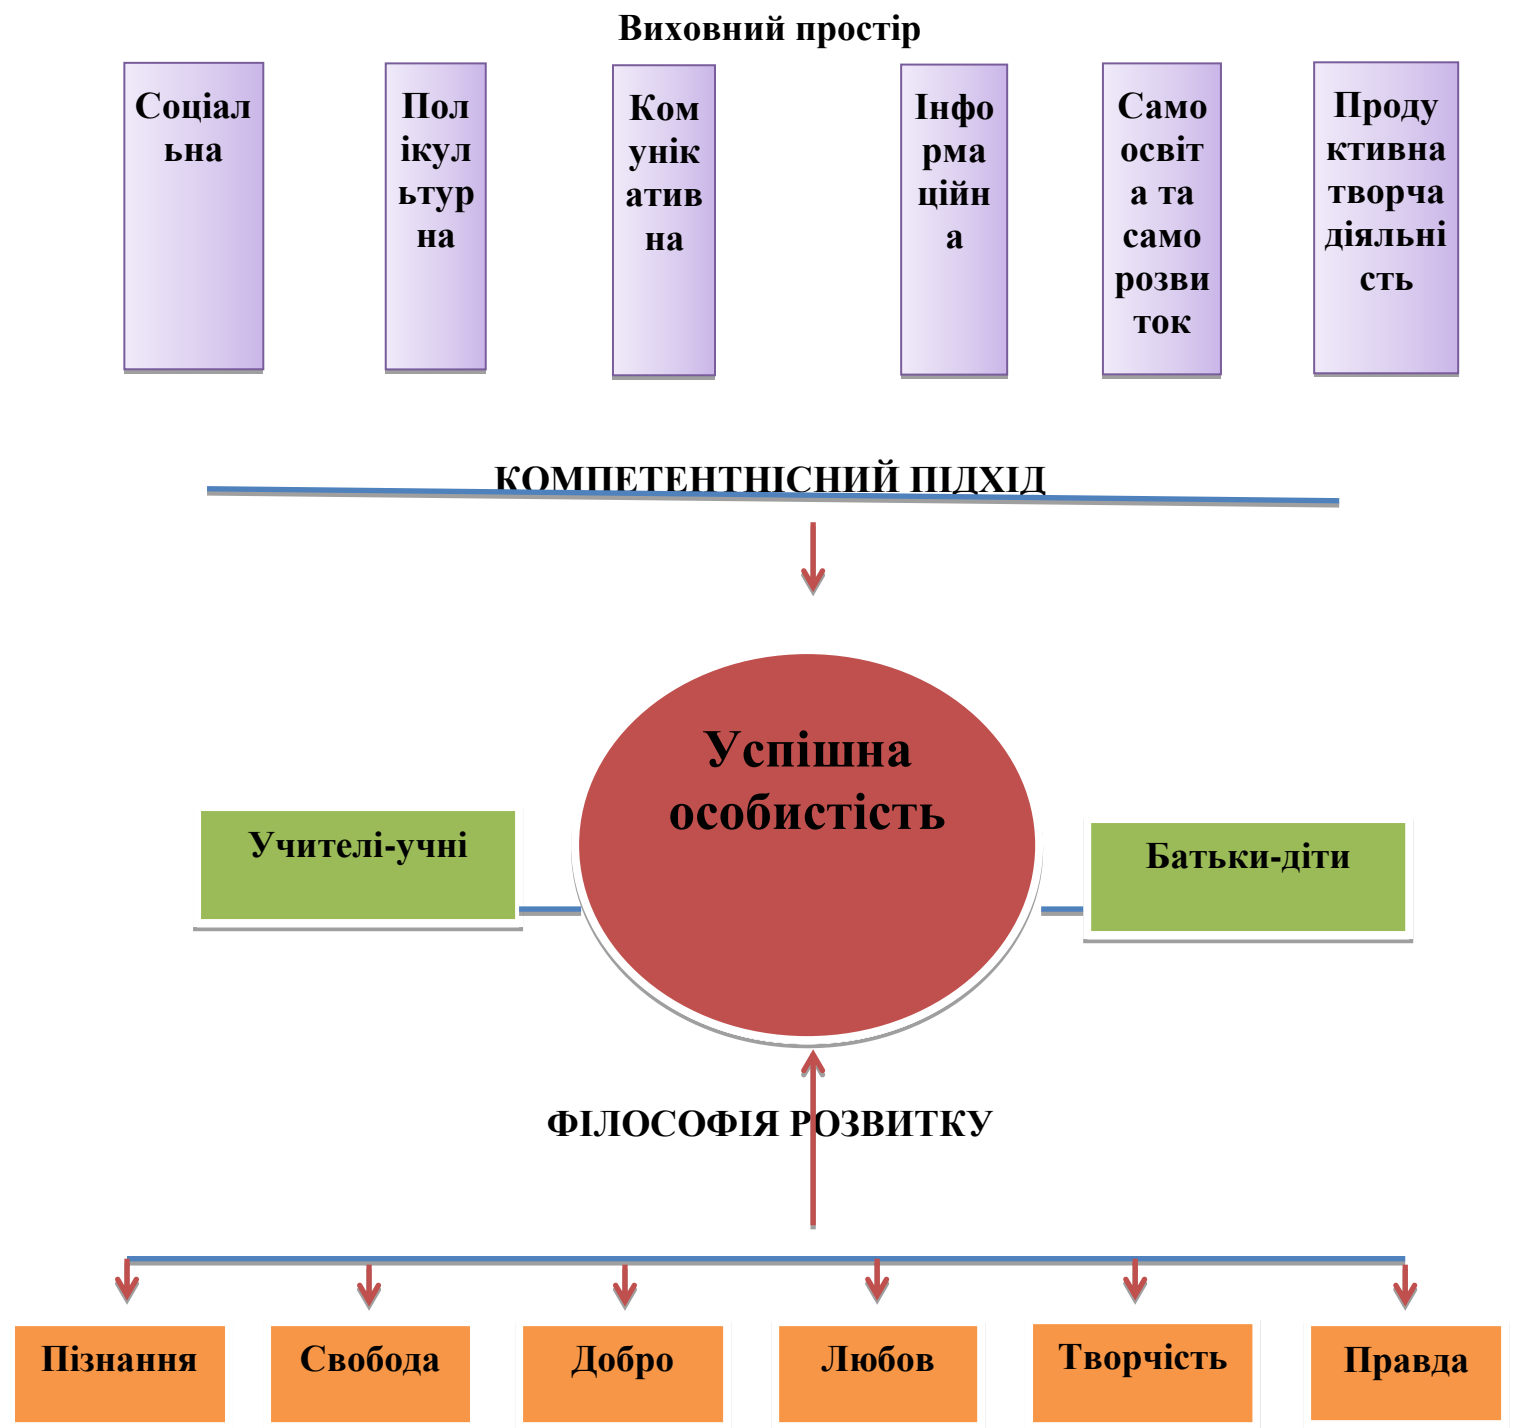 Виховний простір
Соціал
ьна
Пол
ікул
ьтур
на
Ком
унік
атив
на
Інфо
рма
ційн
а
Само
освіт
а та
само
розви
ток
Проду
ктивна
творча
діяльні
сть
КОМПЕТЕНТНІСНИЙ ПІДХІД
Успішна
особистість
Учителі-учні
Батьки-діти
ФІЛОСОФІЯ РОЗВИТКУ
Пізнання
Свобода
Добро
Любов
Творчість
Правда